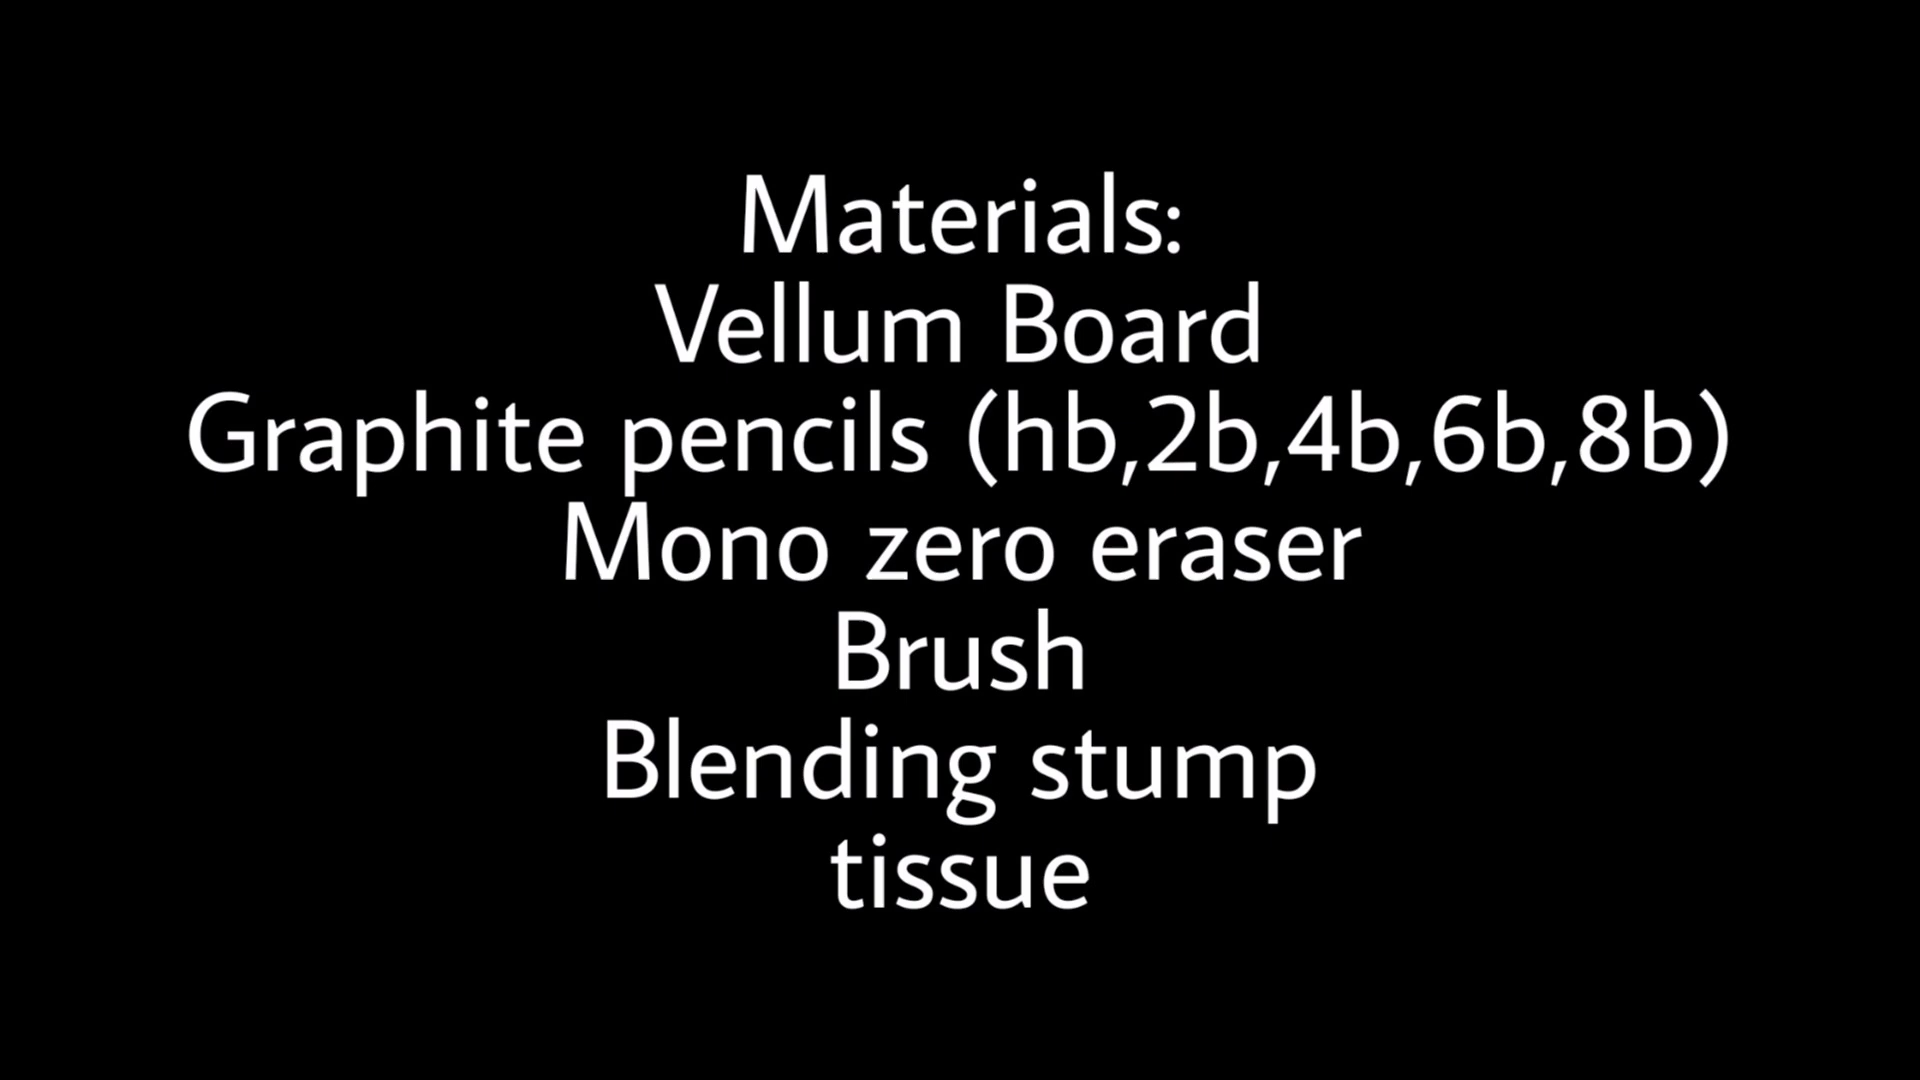 Materials:
Vellum Board
Graphite pencils (hb,2b,4b,6b,8b)
Mono zero eraser
Brush
Blending stump
tissue